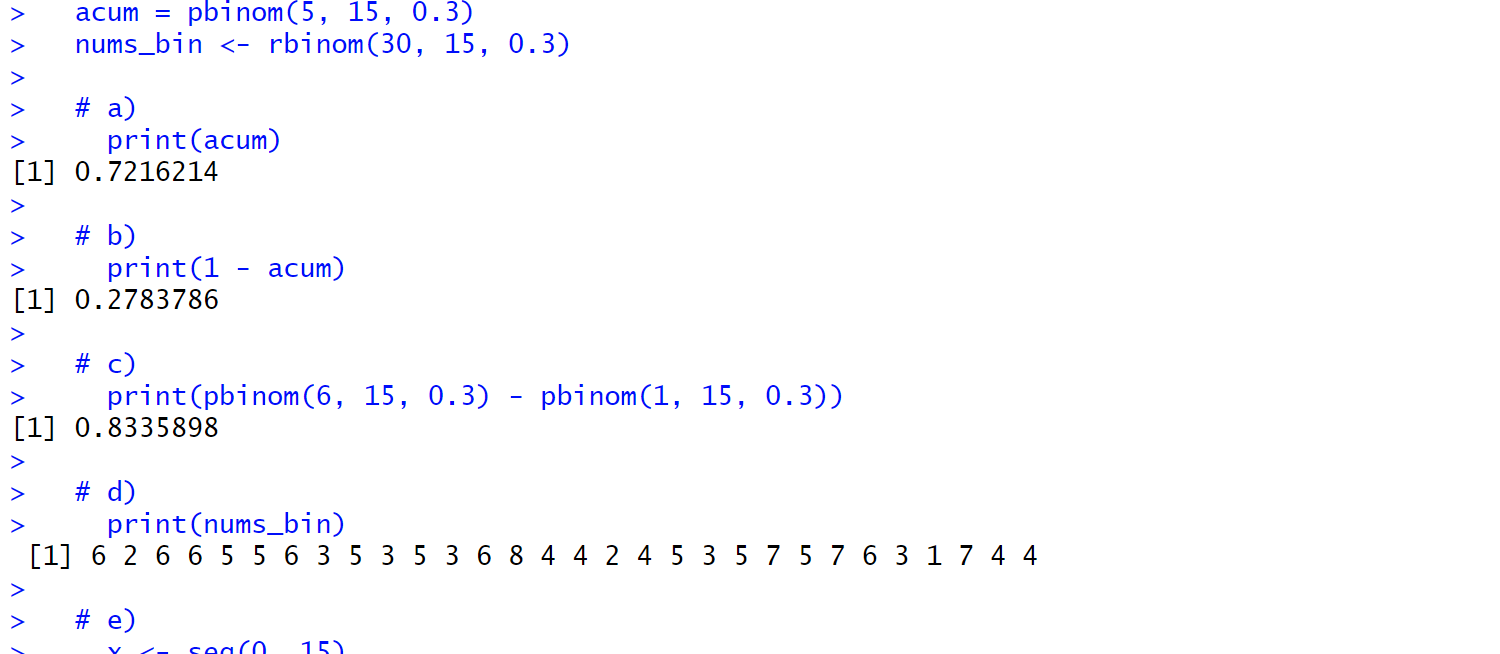 >   acum = pbinom(5, 15, 0.3)
>   nums_bin <- rbinom(30, 15, 0.3)
>
>   # a)
>     print(acum)
[1] 0.7216214
>
>   # b)
>     print(1 - acum)
[1] 0.2783786
>
>   # c)
>     print(pbinom(6, 15, 0.3) - pbinom(1, 15, 0.3))
[1] 0.8335898
>
>   # d)
>     print(nums_bin)
 [1] 6 2 6 6 5 5 6 3 5 3 5 3 6 8 4 4 2 4 5 3 5 7 5 7 6 3 1 7 4 4
>
>   # e)
>     x <- seq(0, 15)